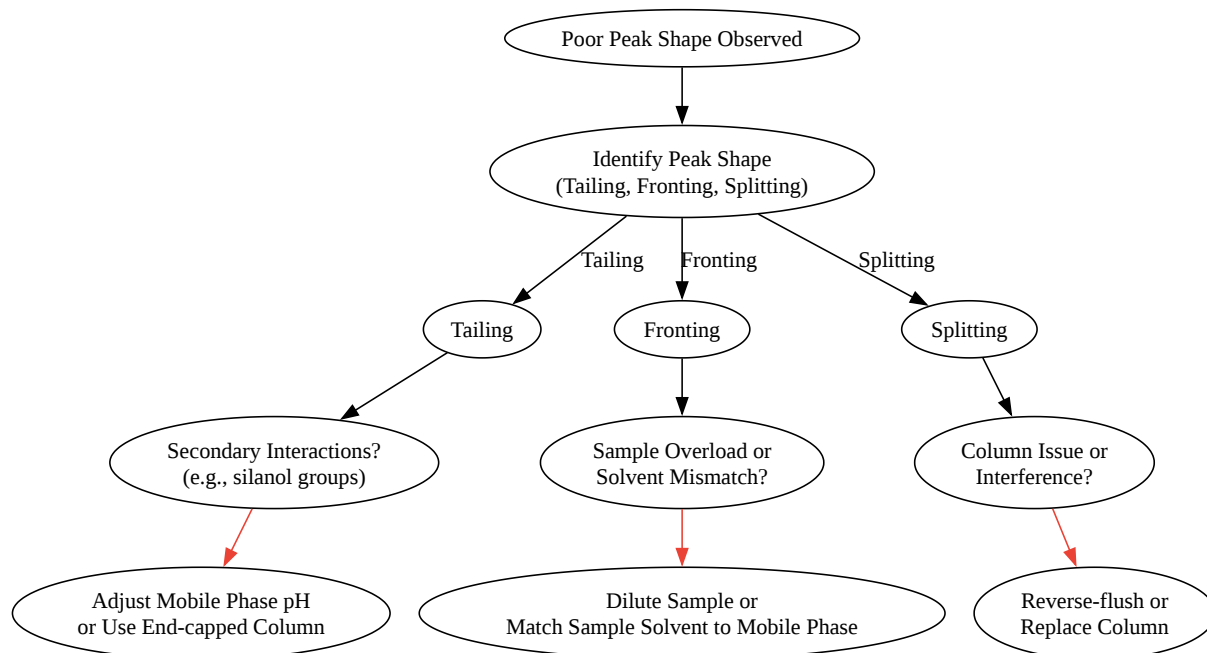 Poor Peak Shape Observed
Identify Peak Shape
(Tailing, Fronting, Splitting)
Tailing
Fronting
Splitting
Tailing
Fronting
Splitting
Secondary Interactions?
(e.g., silanol groups)
Sample Overload or
Solvent Mismatch?
Column Issue or
Interference?
Adjust Mobile Phase pH
or Use End-capped Column
Dilute Sample or
Match Sample Solvent to Mobile Phase
Reverse-flush or
Replace Column